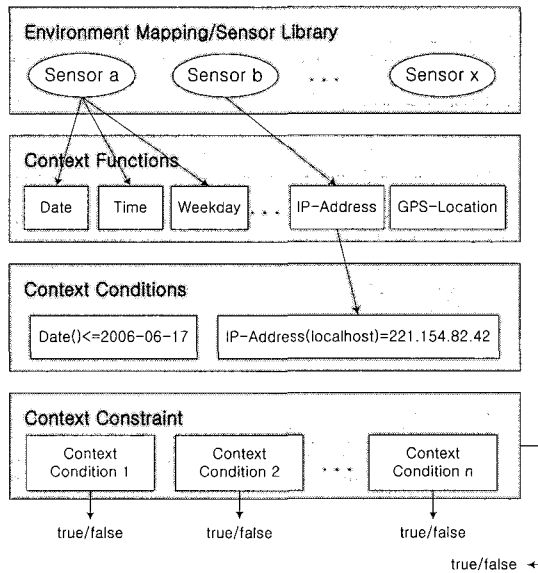 Environment Mapping/Sensor Library
Sensor a
Sensor b
...
Sensor x
Context Functions
Date
Time
Weekday
...
IP-Address
GPS-Location
Context Conditions
Date()<=2006-06-17
IP-Address(localhost)=221.154.82.42
Context Constraint
Context
Condition 1
Context
Condition 2
...
Context
Condition n
true/false
true/false
true/false
true/false